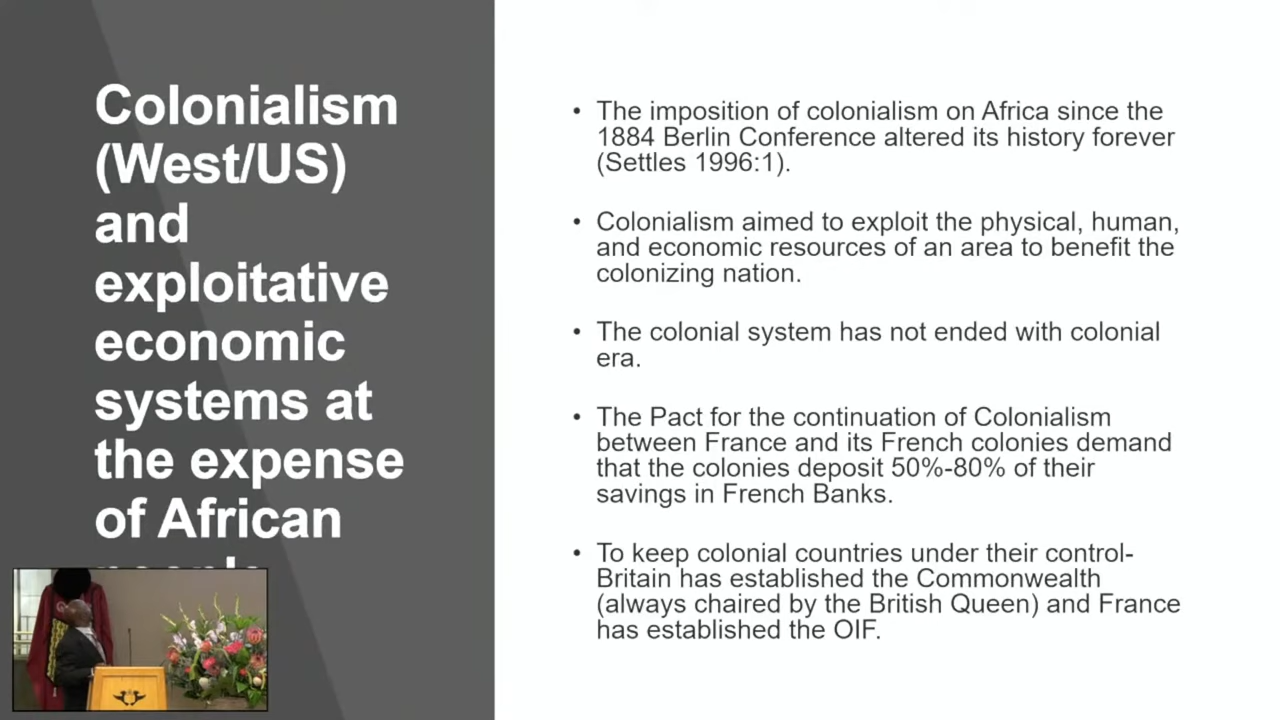 Colonialism
(West/US)
and
exploitative
economic
systems at
the expense
of African
• The imposition of colonialism on Africa since the
1884 Berlin Conference altered its history forever
(Settles 1996:1).
• Colonialism aimed to exploit the physical, human,
and economic resources of an area to benefit the
colonizing nation.
• The colonial system has not ended with colonial
era.
• The Pact for the continuation of Colonialism
between France and its French colonies demand
that the colonies deposit 50%-80% of their
savings in French Banks.
• To keep colonial countries under their control-
Britain has established the Commonwealth
(always chaired by the British Queen) and France
has established the OIF.